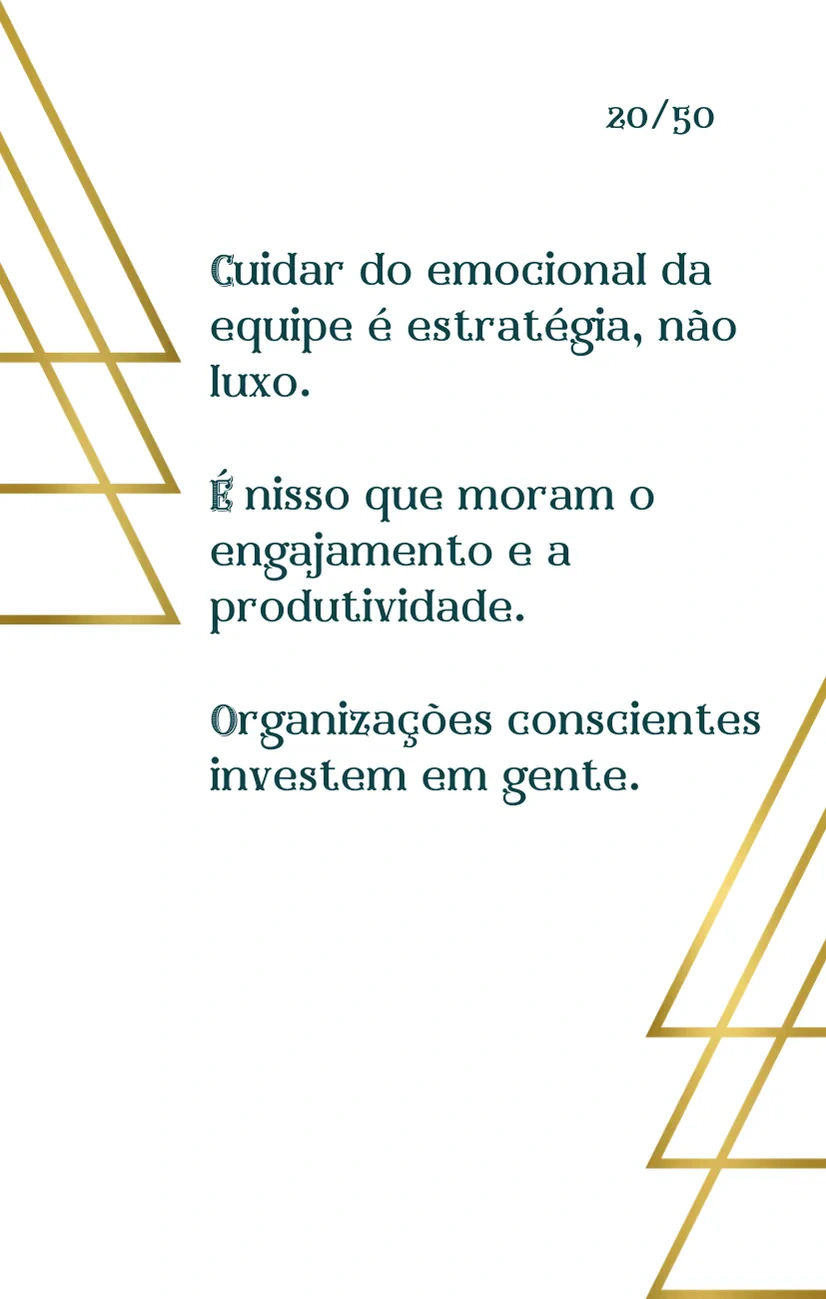 20/50
Cuidar do emocional da
equipe é estratégia, não
luxo.
É nisso que moram o
engajamento e a
produtividade.
Organizações conscientes
investem em gente.